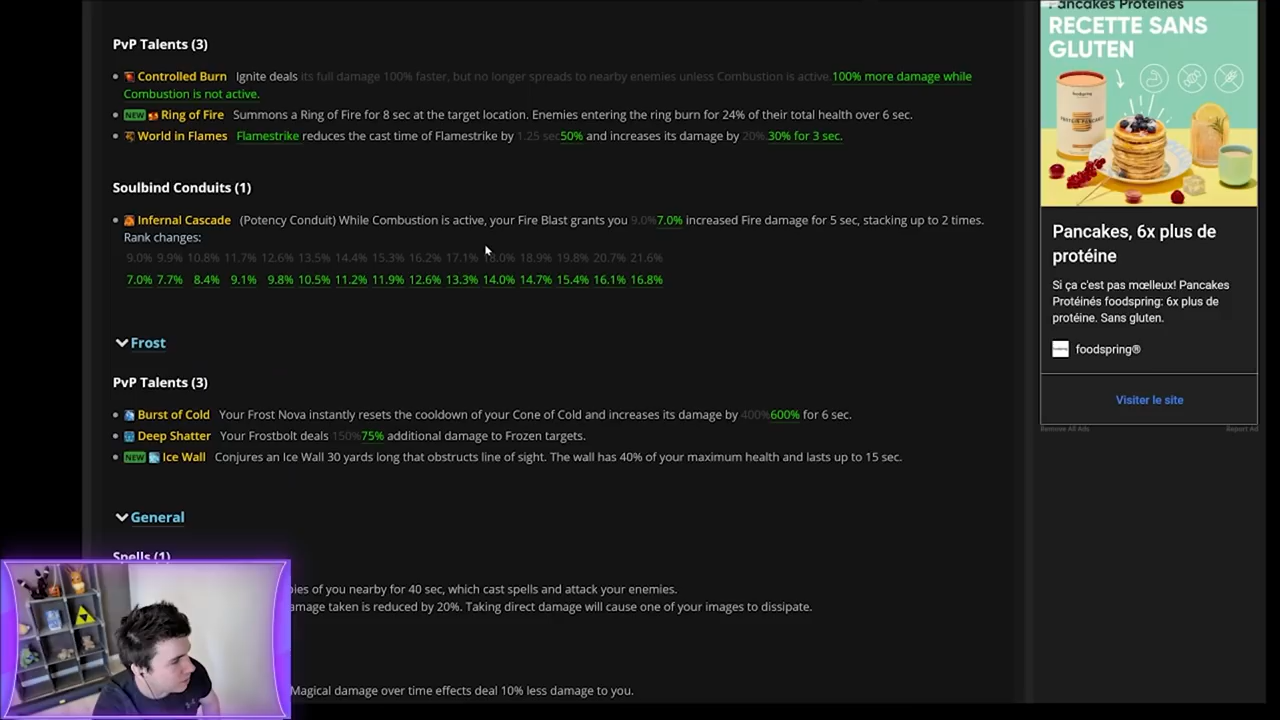 PvP Talents (3)
Controlled Burn Ignite deals its full damage 100% faster, but no longer spreads to nearby enemies unless Combustion is active.100% more damage while
Combustion is not active.
NEW Ring of Fire Summons a Ring of Fire for 8 sec at the target location. Enemies entering the ring burn for 24% of their total health over 6 sec.
World in Flames Flamestrike reduces the cast time of Flamestrike by 1.25 sec50% and increases its damage by 20%.30% for 3 sec.
Soulbind Conduits (1)
Infernal Cascade (Potency Conduit) While Combustion is active, your Fire Blast grants you 9.0%7.0% increased Fire damage for 5 sec, stacking up to 2 times.
Rank changes:
9.0% 9.9% 10.8% 11.7% 12.6% 13.5% 14.4% 15.3% 16.2% 17.1% 18.0% 18.9% 19.8% 20.7% 21.6%
7.0% 7.7% 8.4% 9.1% 9.8% 10.5% 11.2% 11.9% 12.6% 13.3% 14.0% 14.7% 15.4% 16.1% 16.8%
Frost
PvP Talents (3)
Burst of Cold Your Frost Nova instantly resets the cooldown of your Cone of Cold and increases its damage by 400%600% for 6 sec.
Deep Shatter Your Frostbolt deals 150%75% additional damage to Frozen targets.
NEW Ice Wall Conjures an Ice Wall 30 yards long that obstructs line of sight. The wall has 40% of your maximum health and lasts up to 15 sec.
General
Spells (1)
pies of you nearby for 40 sec, which cast spells and attack your enemies.
amage taken is reduced by 20%. Taking direct damage will cause one of your images to dissipate.
Magical damage over time effects deal 10% less damage to you.
Pancakes Protéinés
RECETTE SANS
GLUTEN
Pancakes, 6x plus de
protéine
Si ça c'est pas mœlleux! Pancakes
Protéinés foodspring: 6x plus de
protéine. Sans gluten.
foodspring®
Visiter le site
Remove All Ads
Report Ad